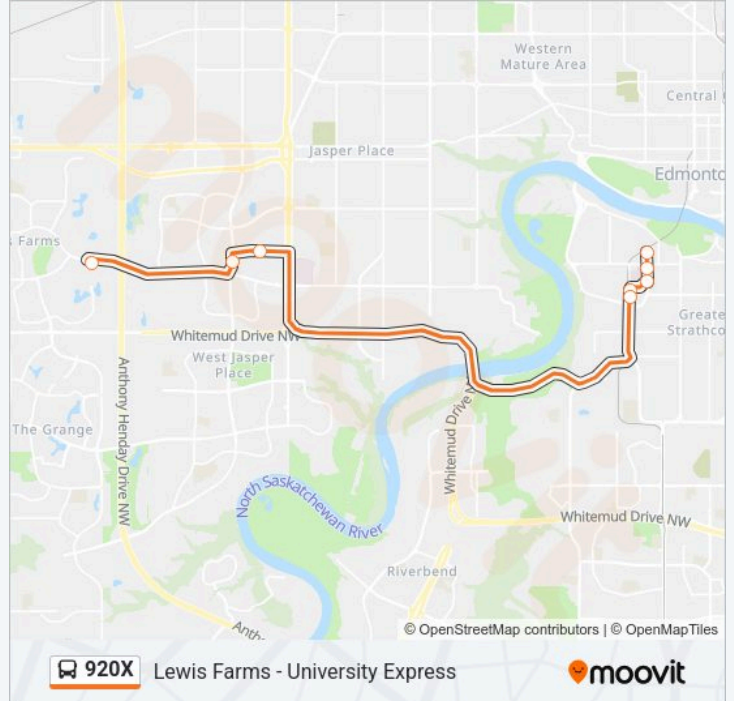 Western
Mature Area
Central
Jasper Place
Edmonto
s Farms
Greate
Strathco
Whitemud Drive NW
West Jasper
Place
Anthony Henday Drive NW
The Grange
Whitemud Drive N
North Saskatchewan River
Whitemud Drive NW
Riverbend
Antho
© OpenStreetMap contributors | © OpenMapTiles
920X Lewis Farms - University Express
moovit